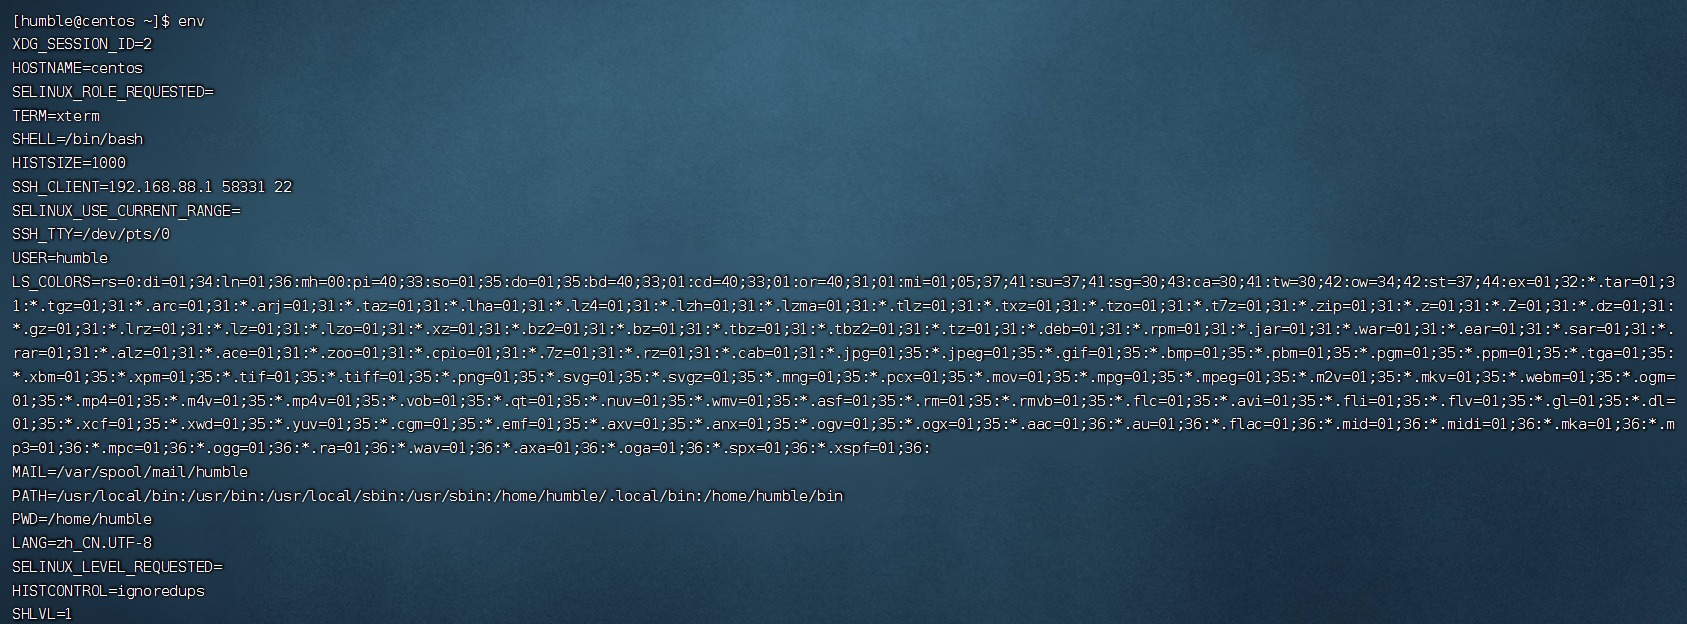 [humble@centos ~]$ env
XDG_SESSION_ID=2
HOSTNAME=centos
SELINUX_ROLE_REQUESTED=
TERM=xterm
SHELL=/bin/bash
HISTSIZE=1000
SSH_CLIENT=192.168.88.1 58331 22
SELINUX_USE_CURRENT_RANGE=
SSH_TTY=/dev/pts/0
USER=humble
LS_COLORS=rs=0:di=01;34:ln=01;36:mh=00:pi=40;33:so=01;35:do=01;35:bd=40;33;01:cd=40;33;01:or=40;31;01:mi=01;05;37;41:su=37;41:sg=30;43:ca=30;41:tw=30;42:ow=34;42:st=37;44:ex=01;32:*.tar=01;3
1:*.tgz=01;31:*.arc=01;31:*.arj=01;31:*.taz=01;31:*.lha=01;31:*.lz4=01;31:*.lzh=01;31:*.lzma=01;31:*.tlz=01;31:*.txz=01;31:*.tzo=01;31:*.t7z=01;31:*.zip=01;31:*.z=01;31:*.Z=01;31:*.dz=01;31:
*.gz=01;31:*.lrz=01;31:*.lz=01;31:*.lzo=01;31:*.xz=01;31:*.bz2=01;31:*.bz=01;31:*.tbz=01;31:*.tbz2=01;31:*.tz=01;31:*.deb=01;31:*.rpm=01;31:*.jar=01;31:*.war=01;31:*.ear=01;31:*.sar=01;31:*.
rar=01;31:*.alz=01;31:*.ace=01;31:*.zoo=01;31:*.cpio=01;31:*.7z=01;31:*.rz=01;31:*.cab=01;31:*.jpg=01;35:*.jpeg=01;35:*.gif=01;35:*.bmp=01;35:*.pbm=01;35:*.pgm=01;35:*.ppm=01;35:*.tga=01;35:
*.xbm=01;35:*.xpm=01;35:*.tif=01;35:*.tiff=01;35:*.png=01;35:*.svg=01;35:*.svgz=01;35:*.mng=01;35:*.pcx=01;35:*.mov=01;35:*.mpg=01;35:*.mpeg=01;35:*.m2v=01;35:*.mkv=01;35:*.webm=01;35:*.ogm=
01;35:*.mp4=01;35:*.m4v=01;35:*.mp4v=01;35:*.vob=01;35:*.qt=01;35:*.nuv=01;35:*.wmv=01;35:*.asf=01;35:*.rm=01;35:*.rmvb=01;35:*.flc=01;35:*.avi=01;35:*.fli=01;35:*.flv=01;35:*.gl=01;35:*.dl=
01;35:*.xcf=01;35:*.xwd=01;35:*.yuv=01;35:*.cgm=01;35:*.emf=01;35:*.axv=01;35:*.anx=01;35:*.ogv=01;35:*.ogx=01;35:*.aac=01;36:*.au=01;36:*.flac=01;36:*.mid=01;36:*.midi=01;36:*.mka=01;36:*.m
p3=01;36:*.mpc=01;36:*.ogg=01;36:*.ra=01;36:*.wav=01;36:*.axa=01;36:*.oga=01;36:*.spx=01;36:*.xspf=01;36:
MAIL=/var/spool/mail/humble
PATH=/usr/local/bin:/usr/bin:/usr/local/sbin:/usr/sbin:/home/humble/.local/bin:/home/humble/bin
PWD=/home/humble
LANG=zh_CN.UTF-8
SELINUX_LEVEL_REQUESTED=
HISTCONTROL=ignoredups
SHLVL=1